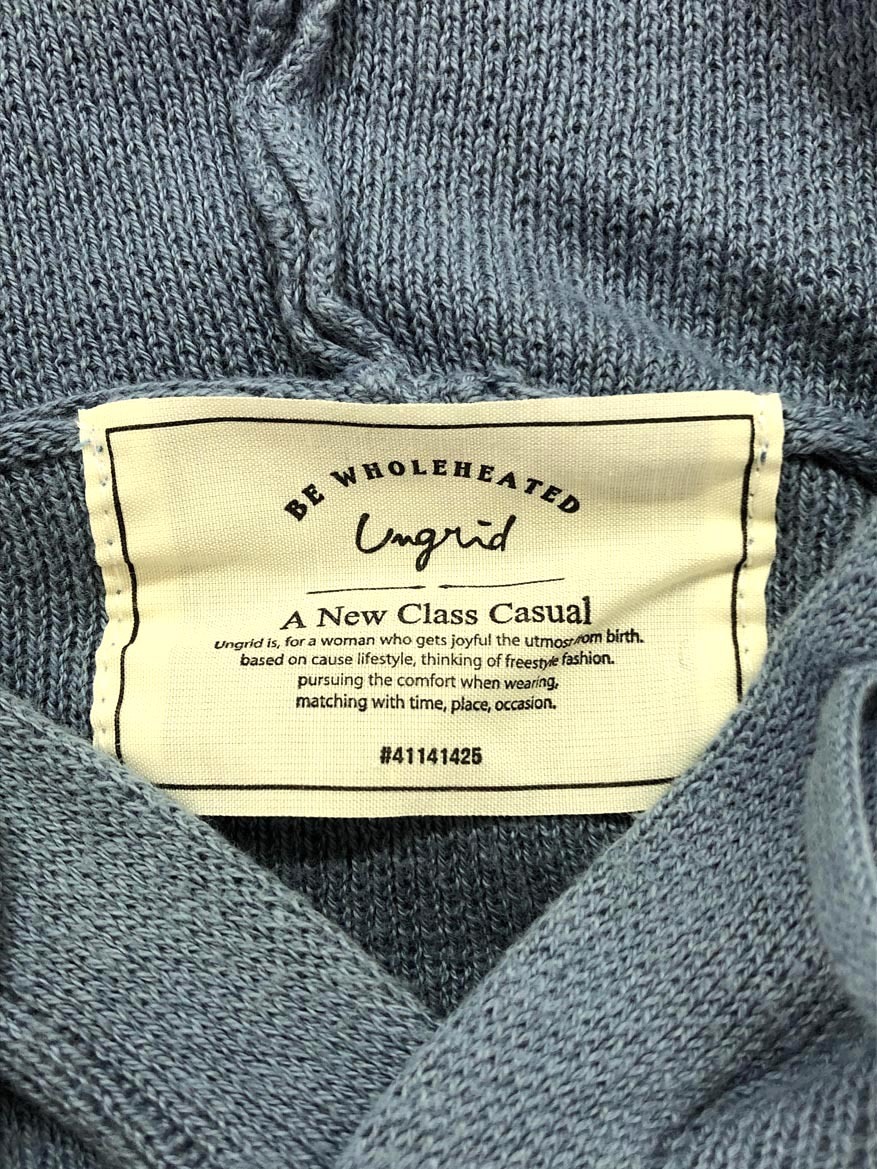 BE WHOLEHEATED
Ungrid
A New Class Casual
Ungrid is, for a woman who gets joyful the utmost from birth.
based on cause lifestyle, thinking of freestyle fashion.
pursuing the comfort when wearing,
matching with time, place, occasion.
#41141425